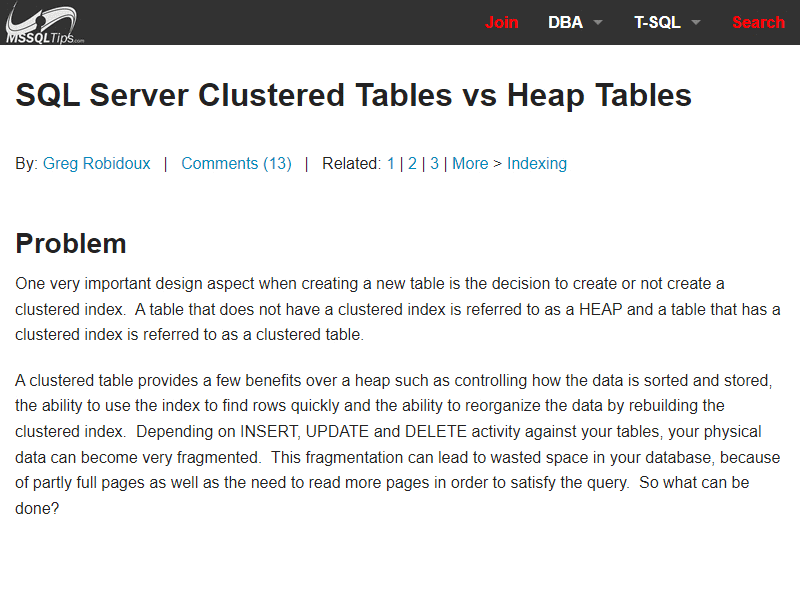 MSSQLTips.com
Join DBA T-SQL Search
SQL Server Clustered Tables vs Heap Tables
By: Greg Robidoux | Comments (13) | Related: 1 | 2 | 3 | More > Indexing
Problem
One very important design aspect when creating a new table is the decision to create or not create a
clustered index. A table that does not have a clustered index is referred to as a HEAP and a table that has a
clustered index is referred to as a clustered table.
A clustered table provides a few benefits over a heap such as controlling how the data is sorted and stored,
the ability to use the index to find rows quickly and the ability to reorganize the data by rebuilding the
clustered index. Depending on INSERT, UPDATE and DELETE activity against your tables, your physical
data can become very fragmented. This fragmentation can lead to wasted space in your database, because
of partly full pages as well as the need to read more pages in order to satisfy the query. So what can be
done?